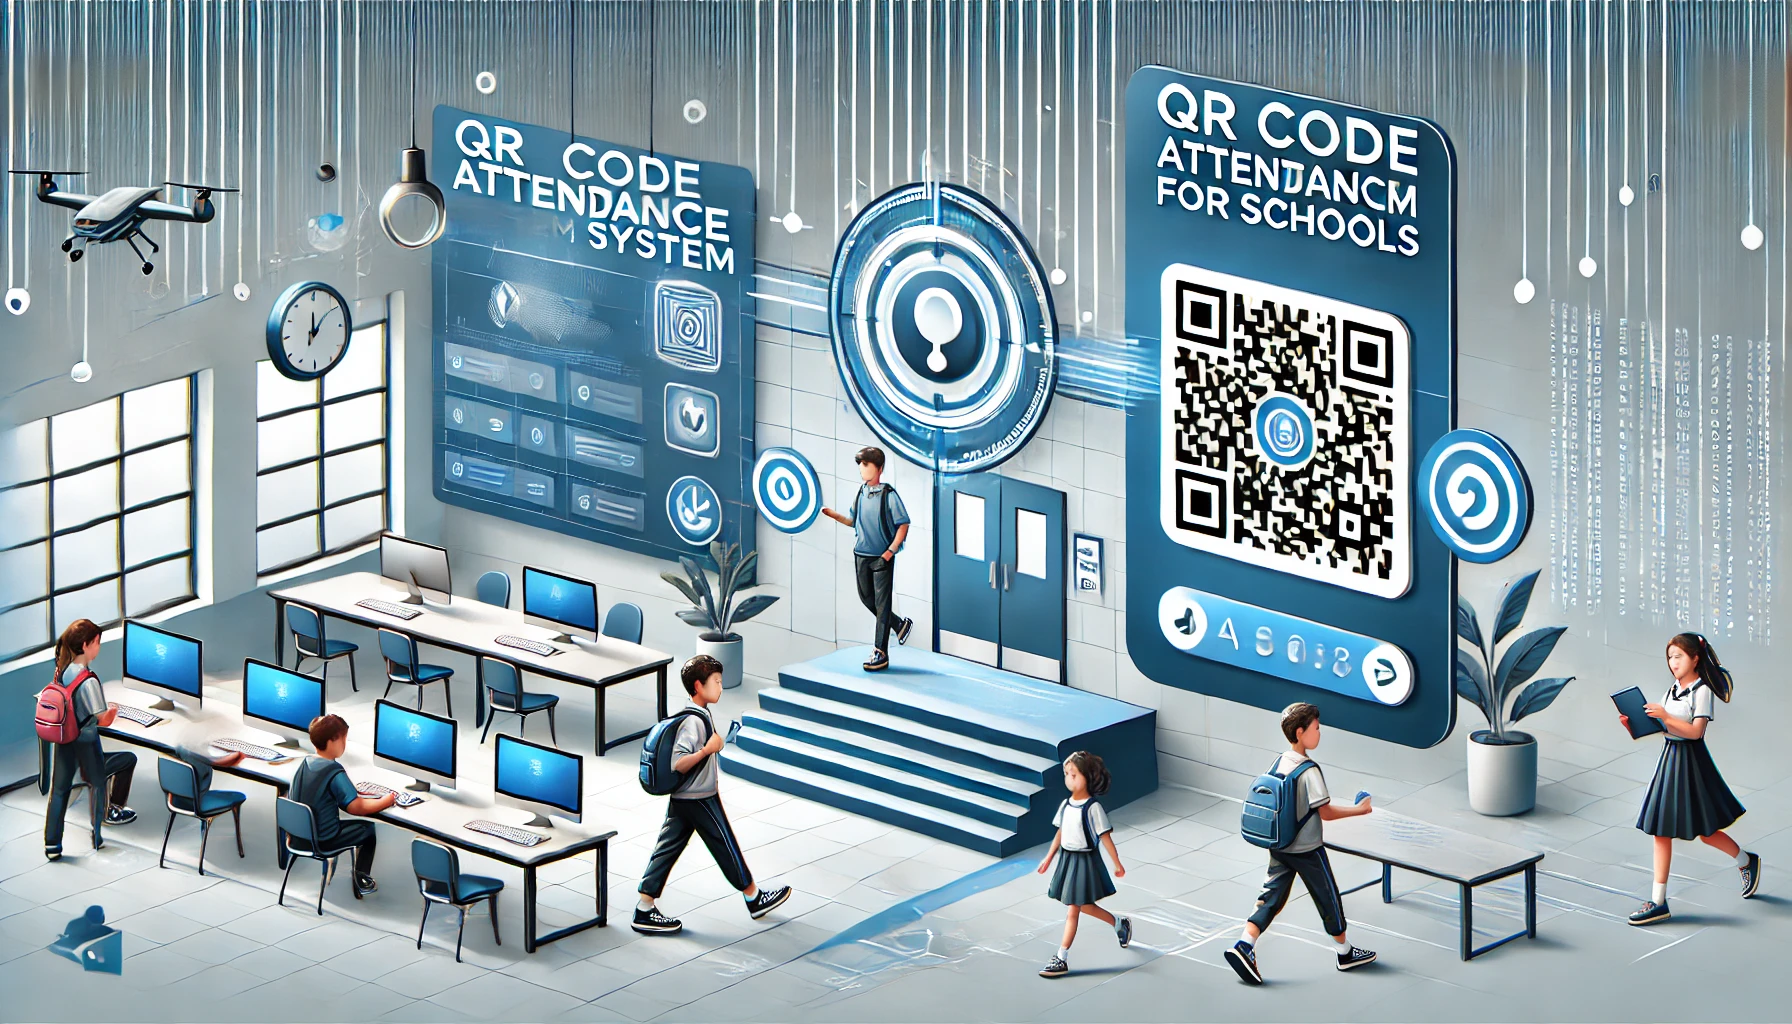 QR CODE
ATTENDANCE
SYSTEM
QR CODE
ATTENDANCM
FOR SCHOOLS